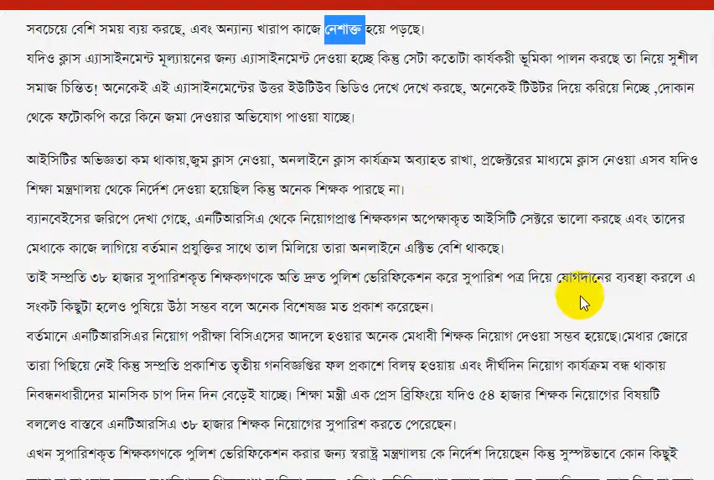 সবচেয়ে বেশি সময় ব্যয় করছে, এবং অন্যান্য খারাপ কাজে নেশাক্ত হয়ে পড়ছে।
যদিও ক্লাস এ্যাসাইনমেন্ট মূল্যায়নের জন্য এ্যাসাইনমেন্ট দেওয়া হচ্ছে কিন্তু সেটা কতোটা কার্যকরী ভূমিকা পালন করছে তা নিয়ে সুশীল
সমাজ চিন্তিত! অনেকেই এই এ্যাসাইনমেন্টের উত্তর ইউটিউব ভিডিও দেখে দেখে করছে, অনেকেই টিউটর দিয়ে করিয়ে নিচ্ছে ,দোকান
থেকে ফটোকপি করে কিনে জমা দেওয়ার অভিযোগ পাওয়া যাচ্ছে।
আইসিটির অভিজ্ঞতা কম থাকায়,জুম ক্লাস নেওয়া, অনলাইনে ক্লাস কার্যক্রম অব্যাহত রাখা, প্রজেক্টরের মাধ্যমে ক্লাস নেওয়া এসব যদিও
শিক্ষা মন্ত্রণালয় থেকে নির্দেশ দেওয়া হয়েছিল কিন্তু অনেক শিক্ষক পারছে না।
ব্যানবেইসের জরিপে দেখা গেছে, এনটিআরসিএ থেকে নিয়োগপ্রাপ্ত শিক্ষকগন অপেক্ষাকৃত আইসিটি সেক্টরে ভালো করছে এবং তাদের
মেধাকে কাজে লাগিয়ে বর্তমান প্রযুক্তির সাথে তাল মিলিয়ে তারা অনলাইনে এক্টিভ বেশি থাকছে।
তাই সম্প্রতি ৩৮ হাজার সুপারিশকৃত শিক্ষকগণকে অতি দ্রুত পুলিশ ভেরিফিকেশন করে সুপারিশ পত্র দিয়ে যোগদানের ব্যবস্থা করলে এ
সংকট কিছুটা হলেও পুষিয়ে উঠা সম্ভব বলে অনেক বিশেষজ্ঞ মত প্রকাশ করেছেন।
বর্তমানে এনটিআরসিএর নিয়োগ পরীক্ষা বিসিএসের আদলে হওয়ার অনেক মেধাবী শিক্ষক নিয়োগ দেওয়া সম্ভব হয়েছে।মেধার জোরে
তারা পিছিয়ে নেই কিন্তু সম্প্রতি প্রকাশিত তৃতীয় গনবিজ্ঞপ্তির ফল প্রকাশে বিলম্ব হওয়ায় এবং দীর্ঘদিন নিয়োগ কার্যক্রম বন্ধ থাকায়
নিবন্ধনধারীদের মানসিক চাপ দিন দিন বেড়েই যাচ্ছে। শিক্ষা মন্ত্রী এক প্রেস ব্রিফিংয়ে যদিও ৫৪ হাজার শিক্ষক নিয়োগের বিষয়টি
বললেও বাস্তবে এনটিআরসিএ ৩৮ হাজার শিক্ষক নিয়োগের সুপারিশ করতে পেরেছেন।
এখন সুপারিশকৃত শিক্ষকগণকে পুলিশ ভেরিফিকেশন করার জন্য স্বরাষ্ট্র মন্ত্রণালয় কে নির্দেশ দিয়েছেন কিন্তু সুস্পষ্টভাবে কোন কিছুই